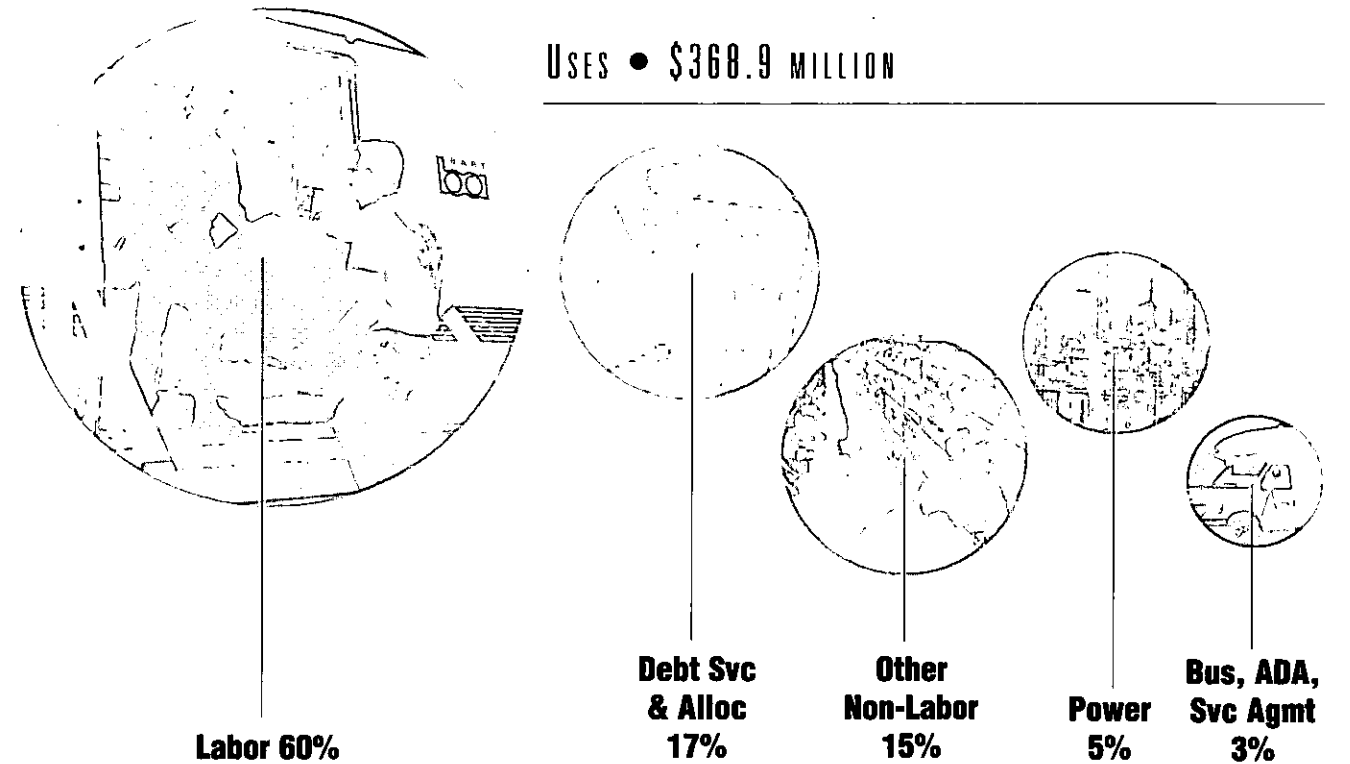 USES • $368.9 MILLION
Labor 60%
Debt Svc
& Alloc
17%
Other
Non-Labor
15%
Power
5%
Bus, ADA,
Svc Agmt
3%